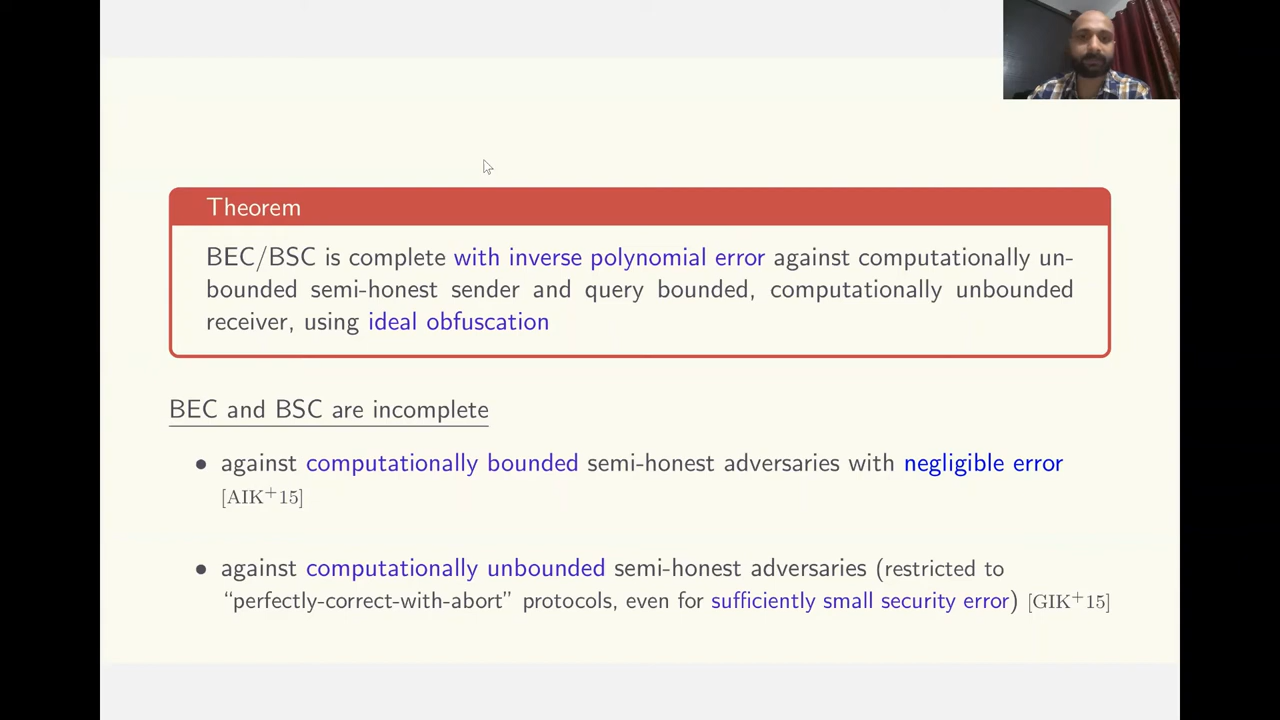 Theorem
BEC/BSC is complete with inverse polynomial error against computationally un-
bounded semi-honest sender and query bounded, computationally unbounded
receiver, using ideal obfuscation
BEC and BSC are incomplete
• against computationally bounded semi-honest adversaries with negligible error
[AIK+15]
• against computationally unbounded semi-honest adversaries (restricted to
“perfectly-correct-with-abort” protocols, even for sufficiently small security error) [GIK+15]